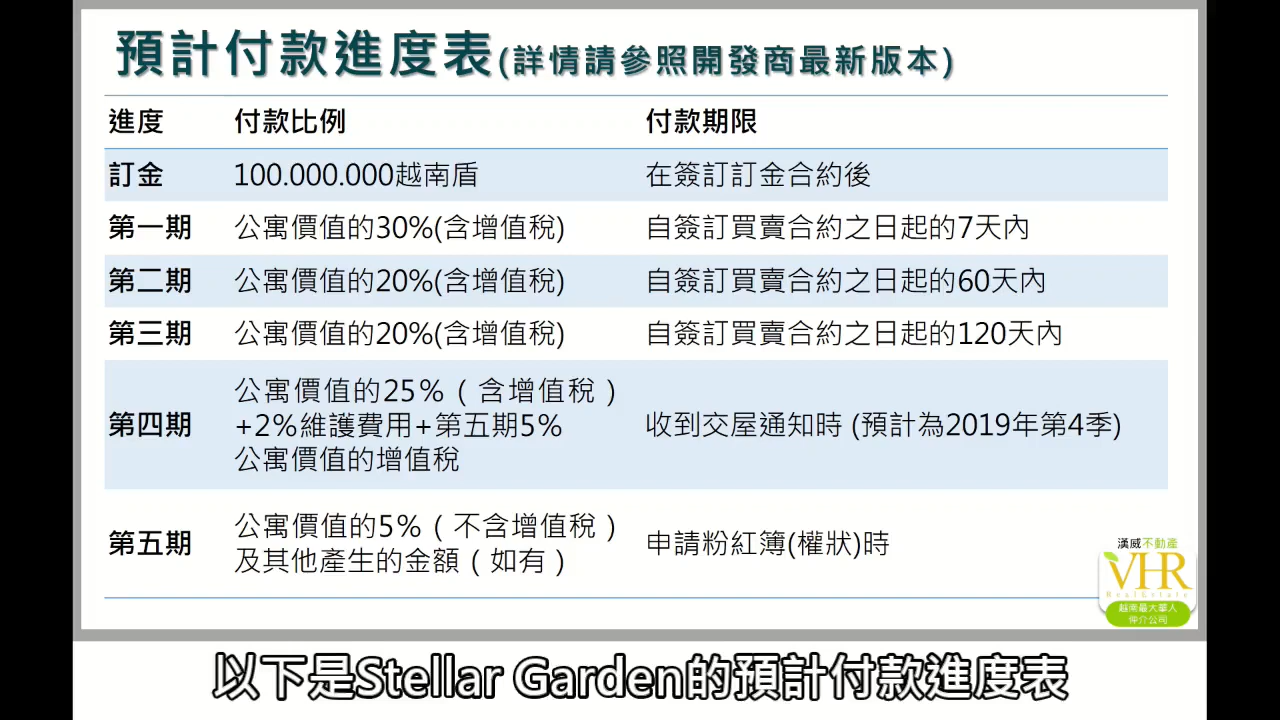 預計付款進度表(詳情請參照開發商最新版本)
進度 付款比例 付款期限
訂金 100.000.000越南盾 在簽訂訂金合約後
第一期 公寓價值的30%(含增值稅) 自簽訂買賣合約之日起的7天內
第二期 公寓價值的20%(含增值稅) 自簽訂買賣合約之日起的60天內
第三期 公寓價值的20%(含增值稅) 自簽訂買賣合約之日起的120天內
第四期 公寓價值的25%（含增值稅）
+2%維護費用+第五期5%
公寓價值的增值稅
收到交屋通知時 (預計為2019年第4季)
第五期 公寓價值的5%（不含增值稅）
及其他產生的金額（如有）
申請粉紅簿(權狀)時
漢威不動產
VHR
RealEstate
越南最大華人
仲介公司
以下是Stellar Garden的預計付款進度表